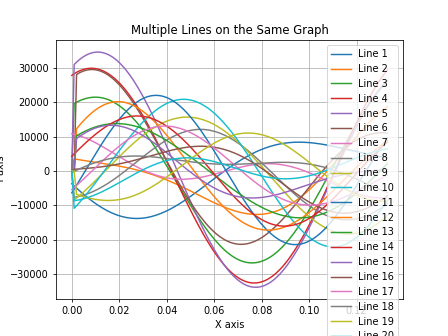 Multiple Lines on the Same Graph
30000
20000
10000
0
-10000
-20000
-30000
0.00 0.02 0.04 0.06 0.08 0.10
X axis
Line 1
Line 2
Line 3
Line 4
Line 5
Line 6
Line 7
Line 8
Line 9
Line 10
Line 11
Line 12
Line 13
Line 14
Line 15
Line 16
Line 17
Line 18
Line 19
Line 20